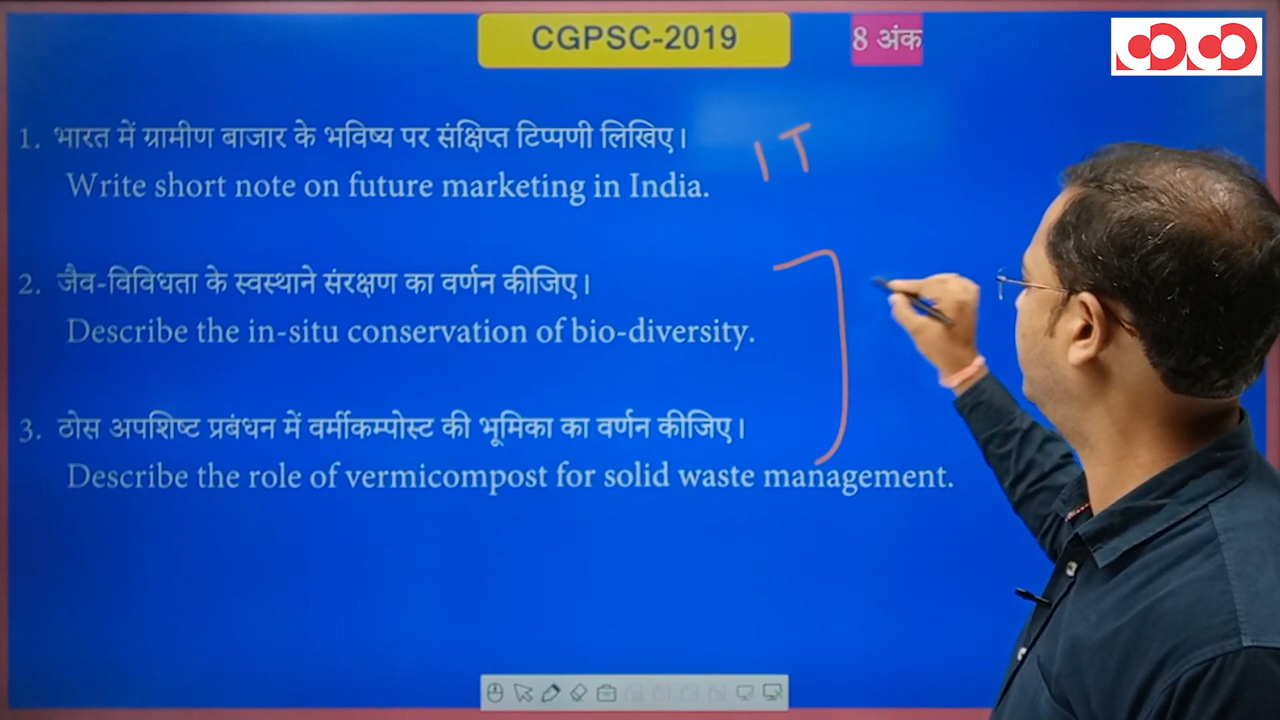 CGPSC-2019
8 अंक
1. भारत में ग्रामीण बाजार के भविष्य पर संक्षिप्त टिप्पणी लिखिए।
Write short note on future marketing in India.
IT
2. जैव-विविधता के स्वस्थाने संरक्षण का वर्णन कीजिए।
Describe the in-situ conservation of bio-diversity.
3. ठोस अपशिष्ट प्रबंधन में वर्मीकम्पोस्ट की भूमिका का वर्णन कीजिए।
Describe the role of vermicompost for solid waste management.